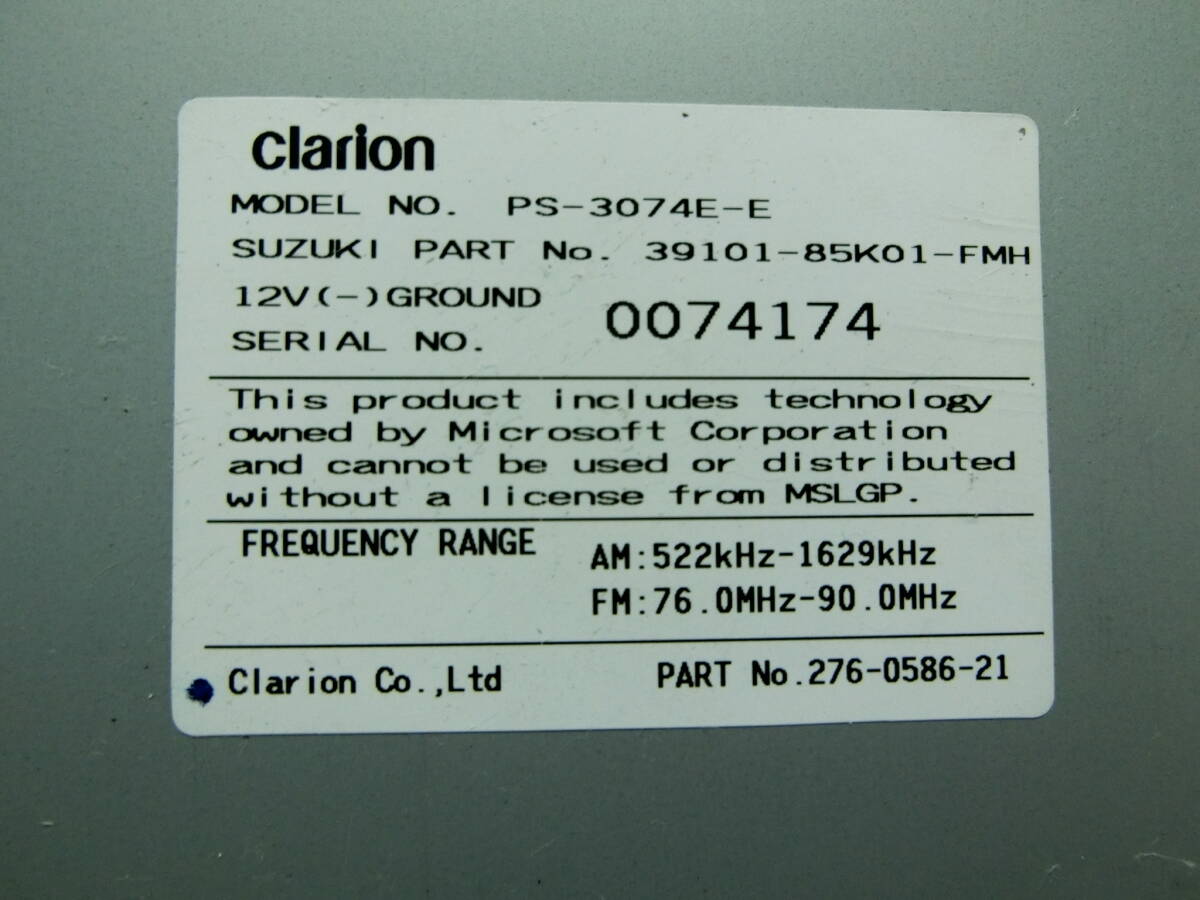 clarion
MODEL NO. PS-3074E-E
SUZUKI PART No. 39101-85K01-FMH
12V(-)GROUND
SERIAL NO. 0074174
This product includes technology
owned by Microsoft Corporation
and cannot be used or distributed
without a license from MSLGP.
FREQUENCY RANGE AM:522kHz-1629kHz
FM:76.0MHz-90.0MHz
Clarion Co.,Ltd PART No.276-0586-21